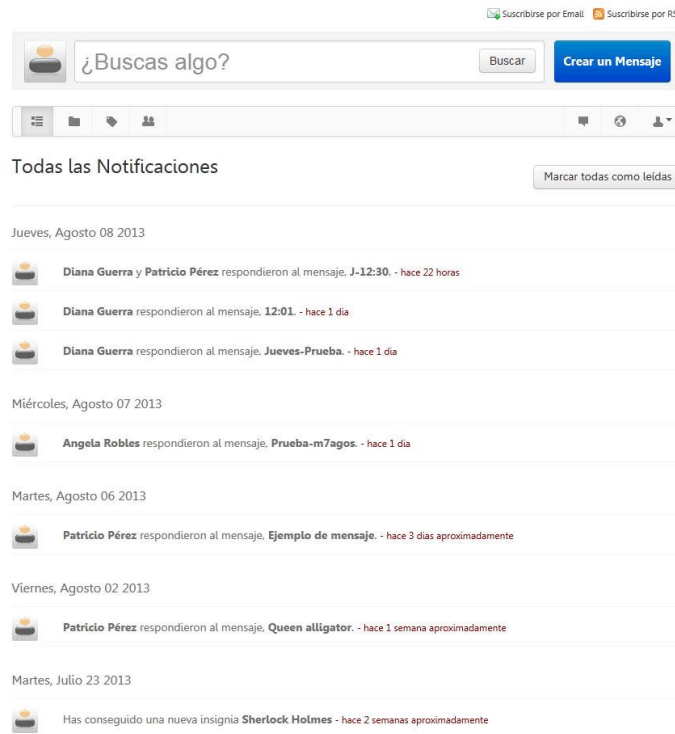 Suscribirse por Email Suscribirse por RS
¿Buscas algo? Buscar Crear un Mensaje
Todas las Notificaciones
Marcar todas como leídas
Jueves, Agosto 08 2013
Diana Guerra y Patricio Pérez respondieron al mensaje, J-12:30. - hace 22 horas
Diana Guerra respondieron al mensaje, 12:01. - hace 1 dia
Diana Guerra respondieron al mensaje, Jueves-Prueba. - hace 1 dia
Miércoles, Agosto 07 2013
Angela Robles respondieron al mensaje, Prueba-m7agos. - hace 1 dia
Martes, Agosto 06 2013
Patricio Pérez respondieron al mensaje, Ejemplo de mensaje. - hace 3 dias aproximadamente
Viernes, Agosto 02 2013
Patricio Pérez respondieron al mensaje, Queen alligator. - hace 1 semana aproximadamente
Martes, Julio 23 2013
Has conseguido una nueva insignia Sherlock Holmes - hace 2 semanas aproximadamente